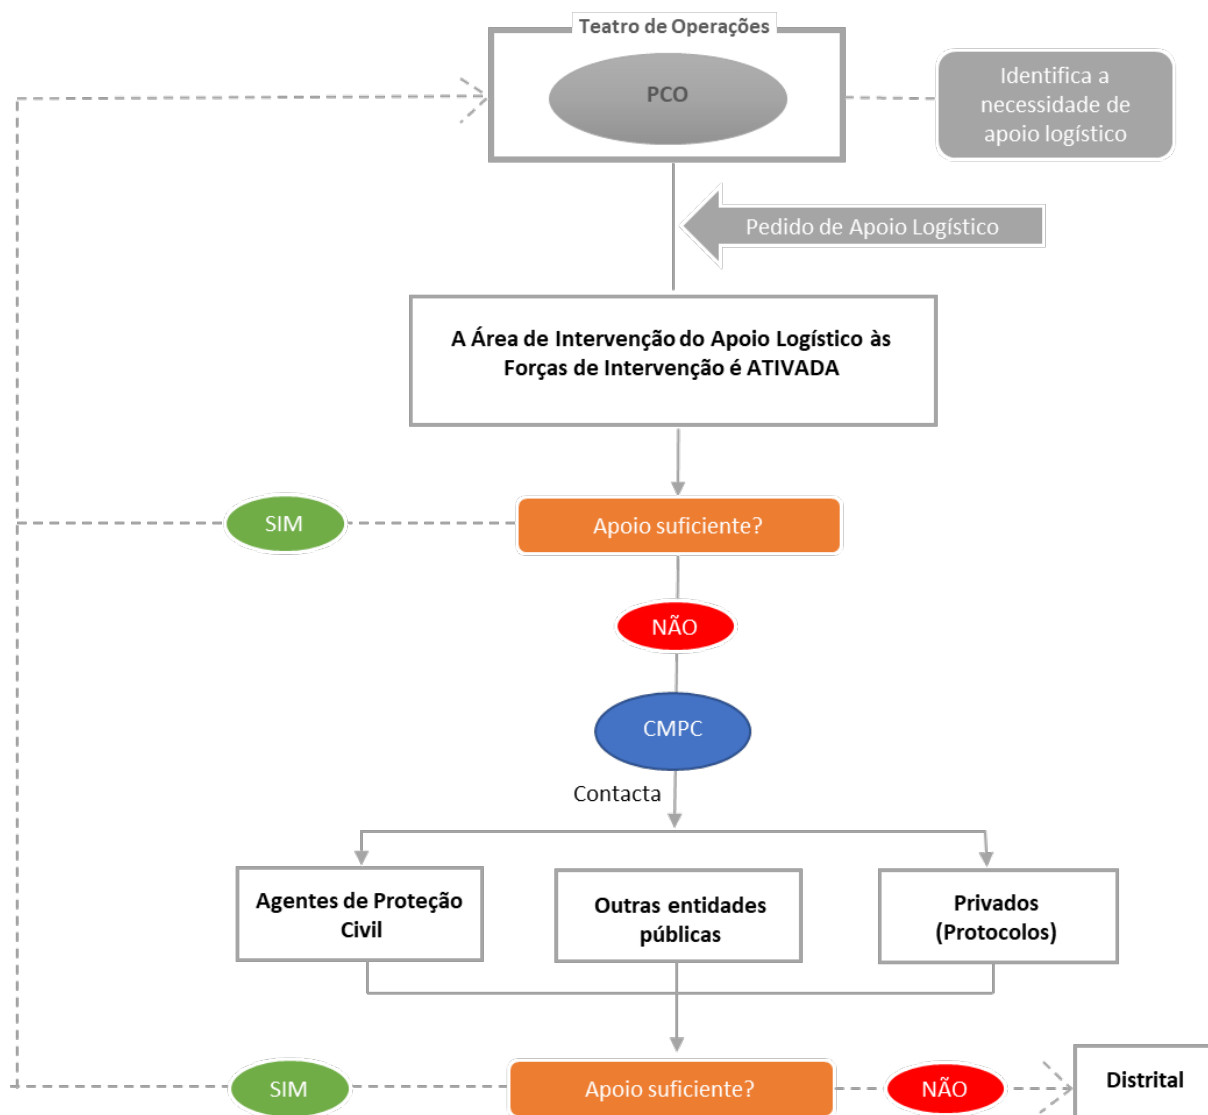 Teatro de Operações
PCO
Identifica a
necessidade de
apoio logístico
Pedido de Apoio Logístico
A Área de Intervenção do Apoio Logístico às
Forças de Intervenção é ATIVADA
SIM
Apoio suficiente?
NÃO
CMPC
Contacta
Agentes de Proteção
Civil
Outras entidades
públicas
Privados
(Protocolos)
SIM
Apoio suficiente?
NÃO
Distrital